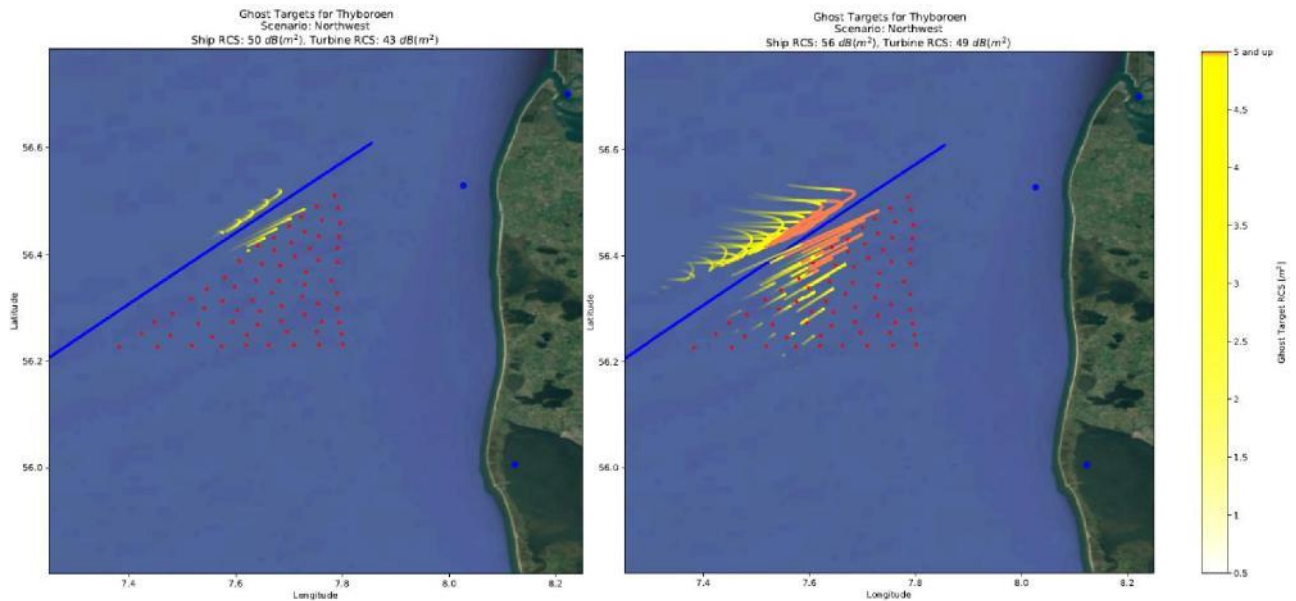 Ghost Targets for Thyboroen
Scenario: Northwest
Ship RCS: 50 dB(m²), Turbine RCS: 43 dB(m²)
56.6
56.4
56.2
56.0
Latitude
7.4
7.6
7.8
8.0
8.2
Longitude
Ghost Targets for Thyboroen
Scenario: Northwest
Ship RCS: 56 dB(m²), Turbine RCS: 49 dB(m²)
56.6
56.4
56.2
56.0
Latitude
7.4
7.6
7.8
8.0
8.2
Longitude
5 and up
4.5
4
3.5
3
2.5
2
1.5
1
0.5
Ghost Target RCS [m²]